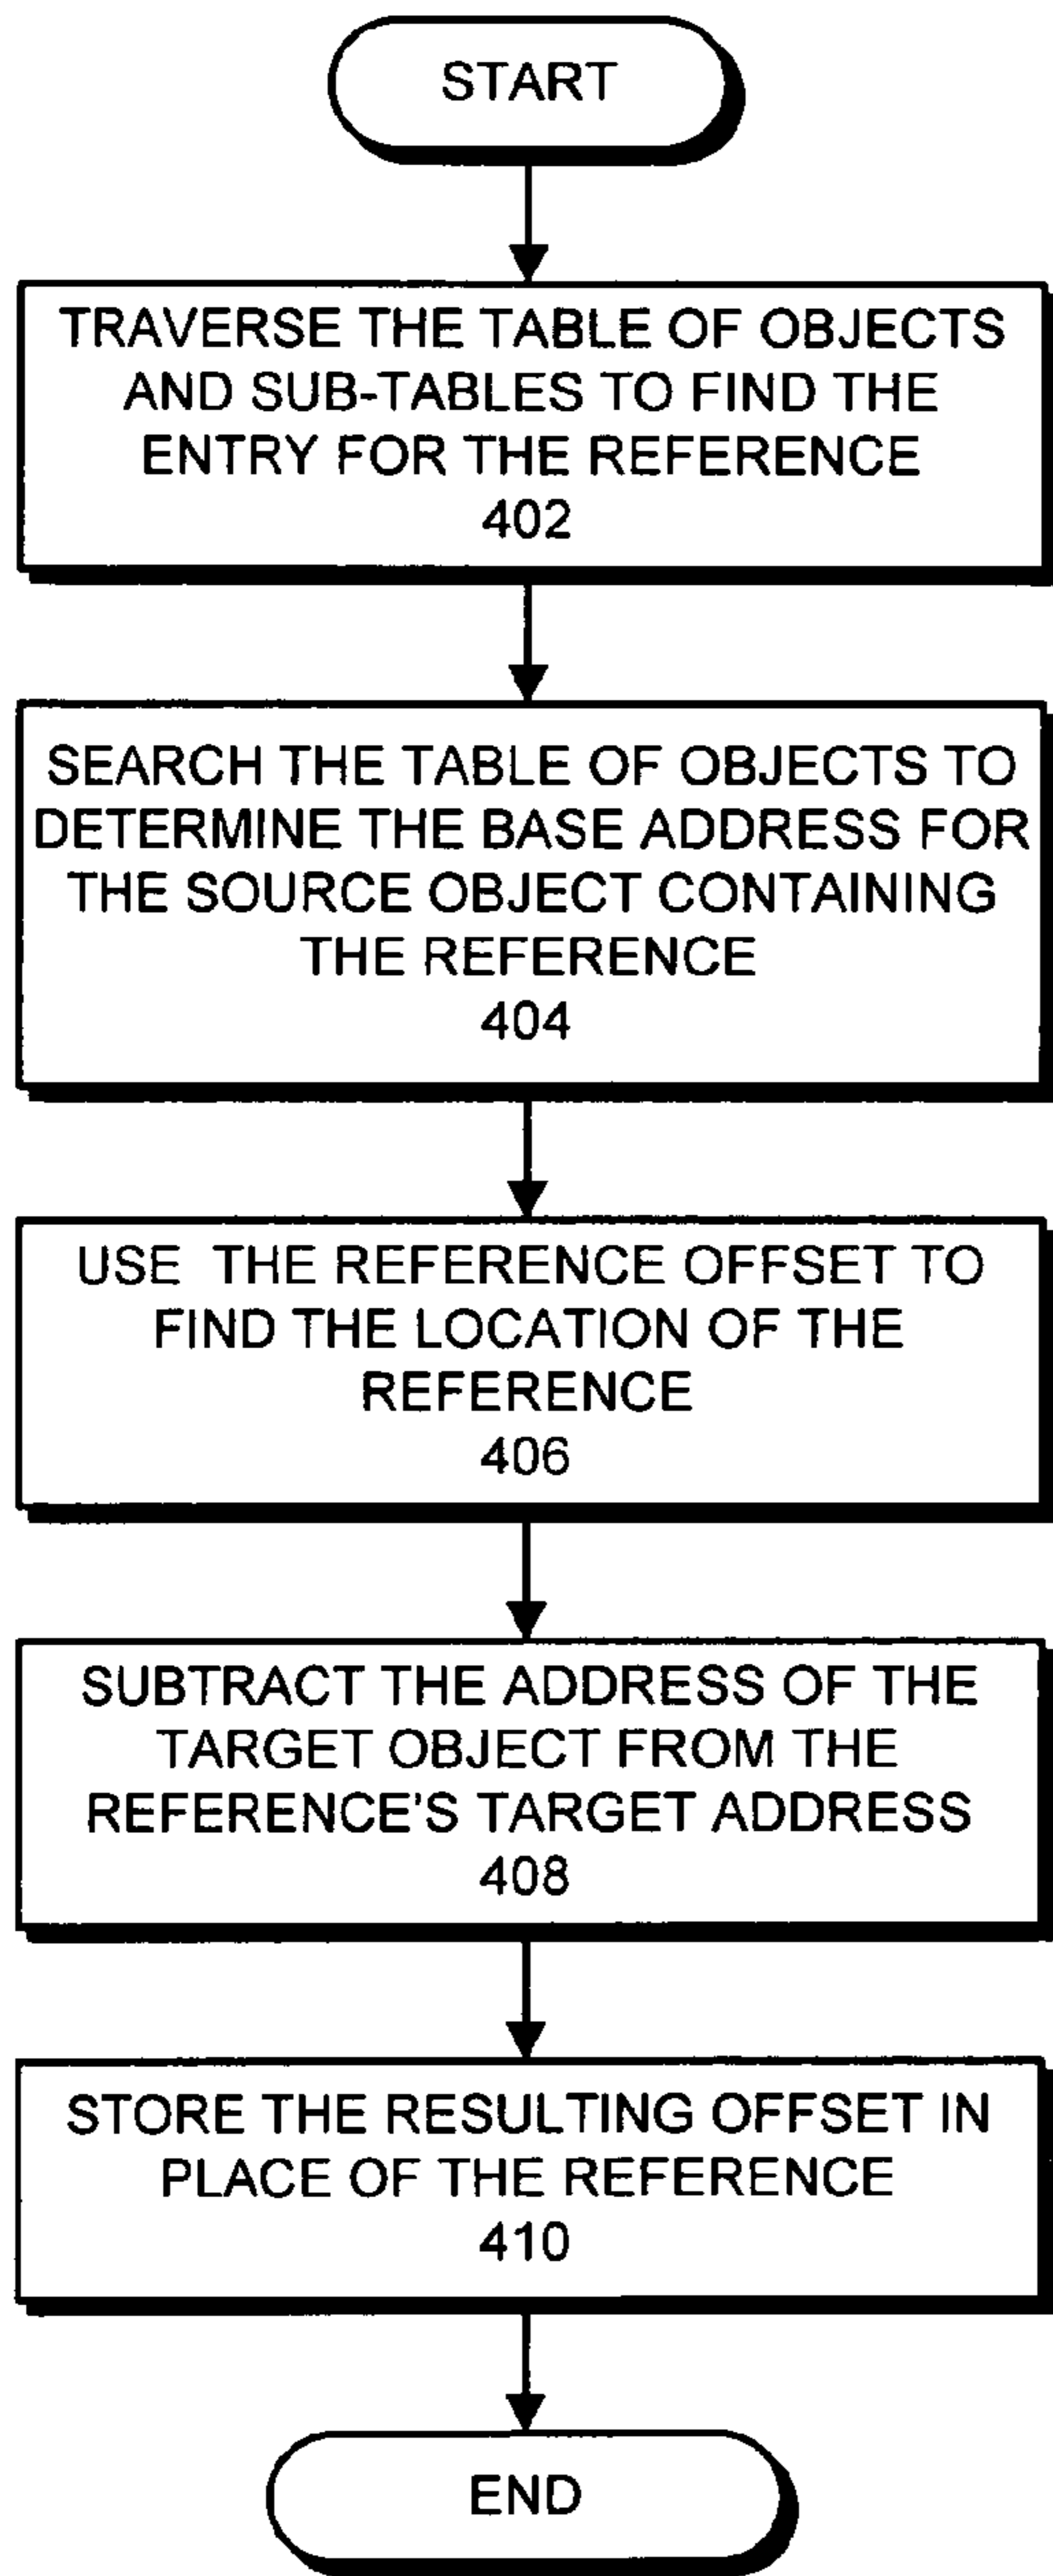 START
TRAVERSE THE TABLE OF OBJECTS
AND SUB-TABLES TO FIND THE
ENTRY FOR THE REFERENCE
402
SEARCH THE TABLE OF OBJECTS TO
DETERMINE THE BASE ADDRESS FOR
THE SOURCE OBJECT CONTAINING
THE REFERENCE
404
USE THE REFERENCE OFFSET TO
FIND THE LOCATION OF THE
REFERENCE
406
SUBTRACT THE ADDRESS OF THE
TARGET OBJECT FROM THE
REFERENCE'S TARGET ADDRESS
408
STORE THE RESULTING OFFSET IN
PLACE OF THE REFERENCE
410
END